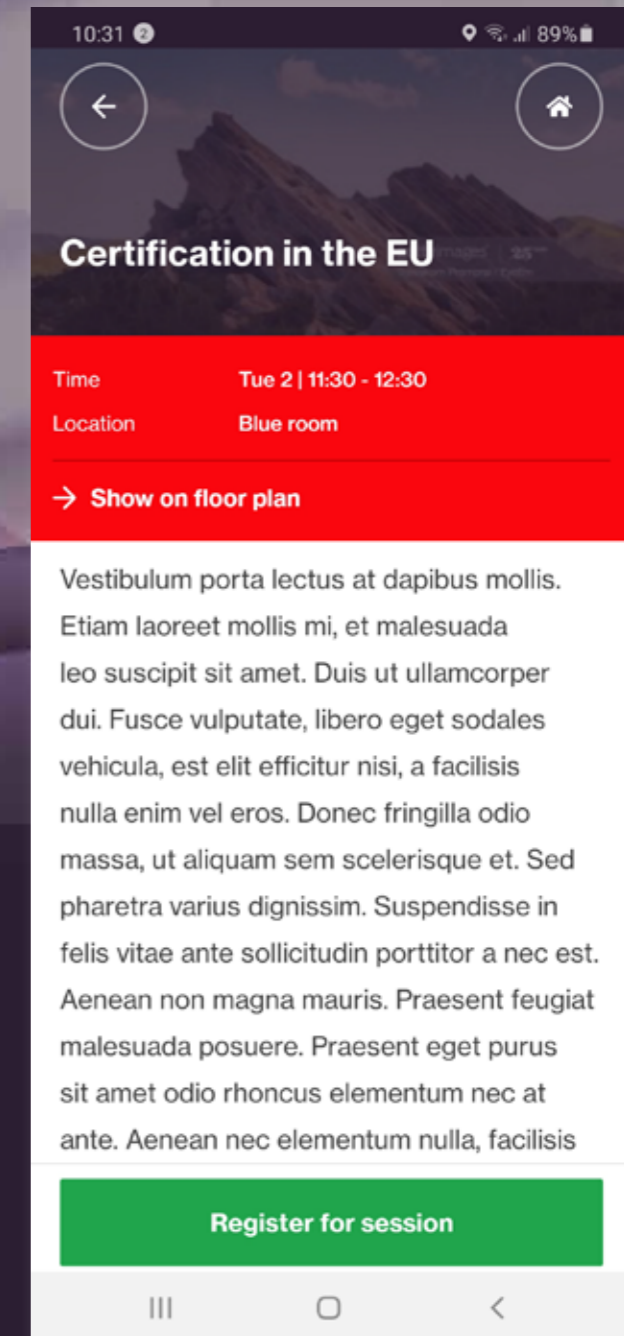 10:31 2 89%
Certification in the EU
Time Tue 2 | 11:30 - 12:30
Location Blue room
→ Show on floor plan
Vestibulum porta lectus at dapibus mollis.
Etiam laoreet mollis mi, et malesuada
leo suscipit sit amet. Duis ut ullamcorper
dui. Fusce vulputate, libero eget sodales
vehicula, est elit efficitur nisi, a facilisis
nulla enim vel eros. Donec fringilla odio
massa, ut aliquam sem scelerisque et. Sed
pharetra varius dignissim. Suspendisse in
felis vitae ante sollicitudin porttitor a nec est.
Aenean non magna mauris. Praesent feugiat
malesuada posuere. Praesent eget purus
sit amet odio rhoncus elementum nec at
ante. Aenean nec elementum nulla, facilisis
Register for session